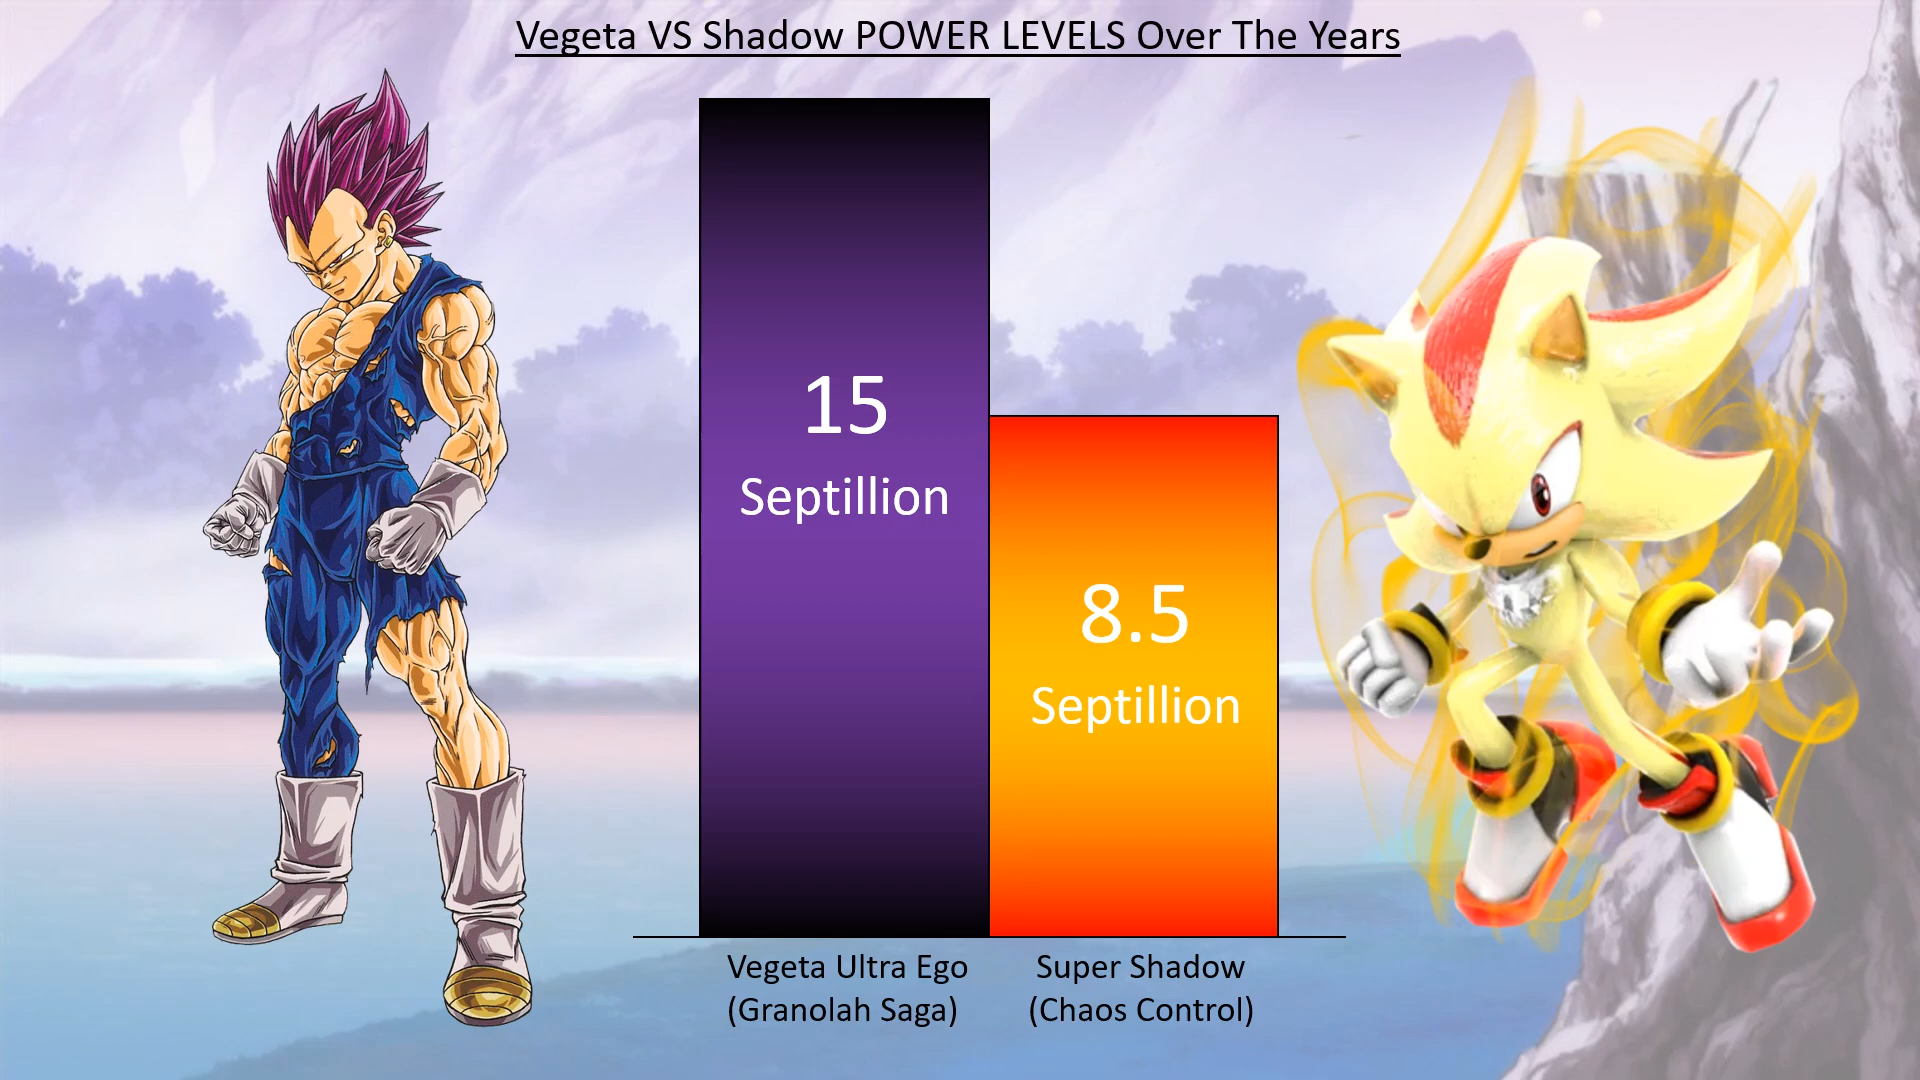 Vegeta VS Shadow POWER LEVELS Over The Years
15
Septillion
8.5
Septillion
Vegeta Ultra Ego
(Granolah Saga)
Super Shadow
(Chaos Control)